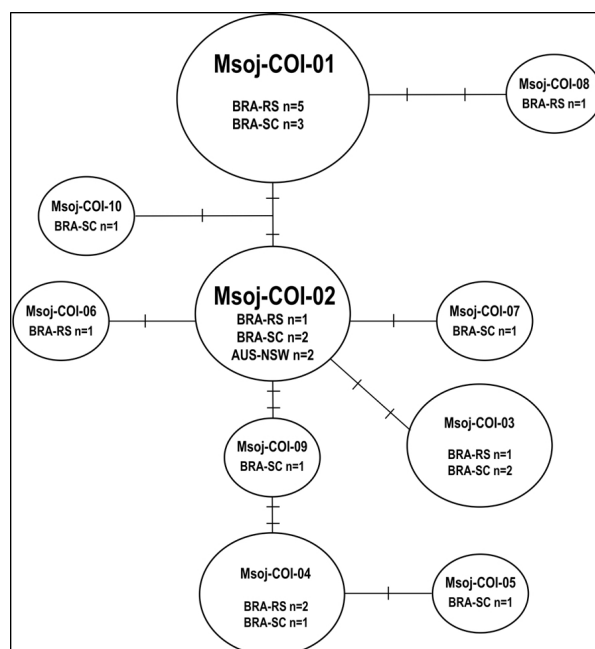 Msoj-COI-01
BRA-RS n=5
BRA-SC n=3
Msoj-COI-08
BRA-RS n=1
Msoj-COI-10
BRA-SC n=1
Msoj-COI-02
BRA-RS n=1
BRA-SC n=2
AUS-NSW n=2
Msoj-COI-06
BRA-RS n=1
Msoj-COI-07
BRA-SC n=1
Msoj-COI-03
BRA-RS n=1
BRA-SC n=2
Msoj-COI-09
BRA-SC n=1
Msoj-COI-04
BRA-RS n=2
BRA-SC n=1
Msoj-COI-05
BRA-SC n=1